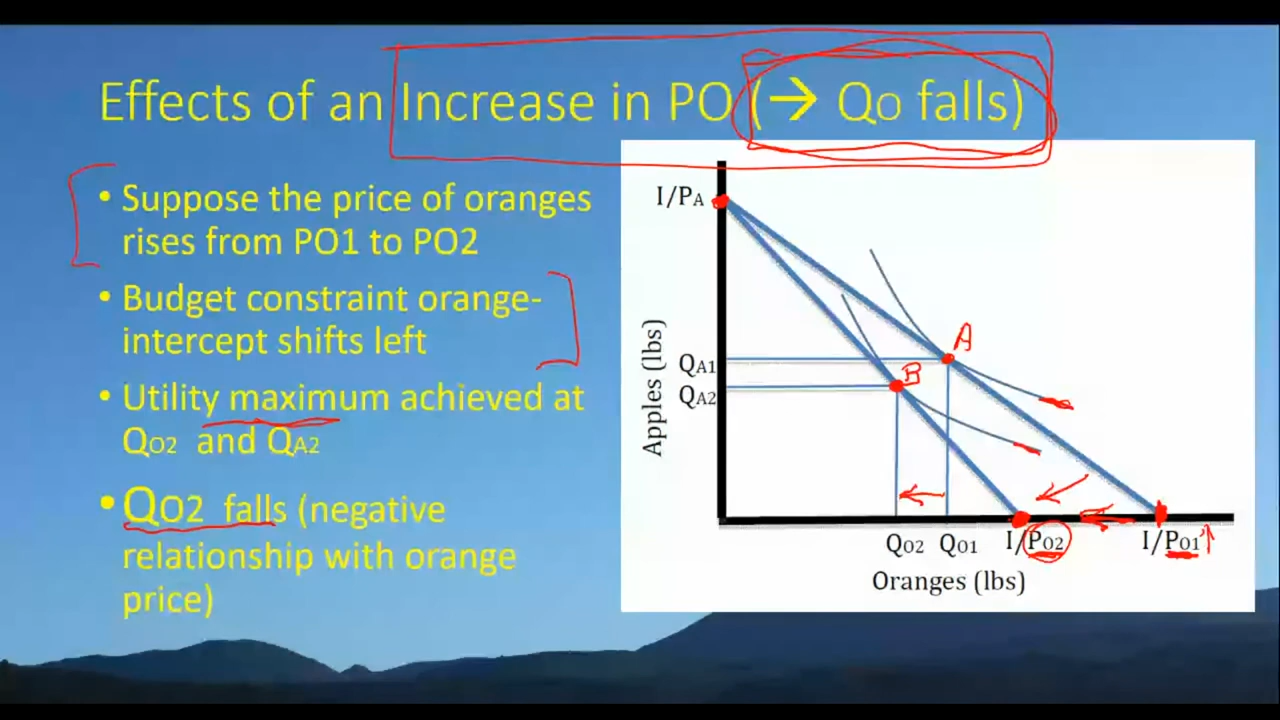 Effects of an Increase in PO (→ QO falls)
• Suppose the price of oranges
rises from PO1 to PO2
• Budget constraint orange-
intercept shifts left
• Utility maximum achieved at
QO2 and QA2
• QO2 falls (negative
relationship with orange
price)
I/PA
A
QA1
B
QA2
Apples (lbs)
QO2 QO1 I/PO2 I/PO1↑
Oranges (lbs)